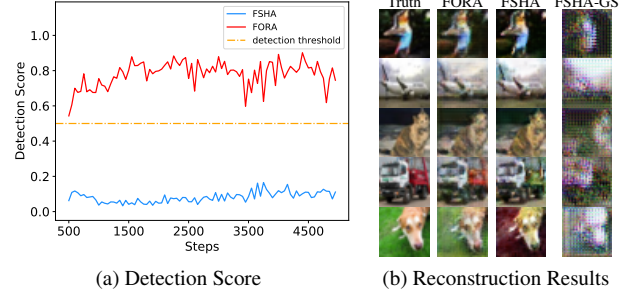 Truth FORA FSHA FSHA-GS
FSHA
FORA
detection threshold
Detection Score
1.0
0.8
0.6
0.4
0.2
0.0
500 1500 2500 3500 4500
Steps
(a) Detection Score
(b) Reconstruction Results